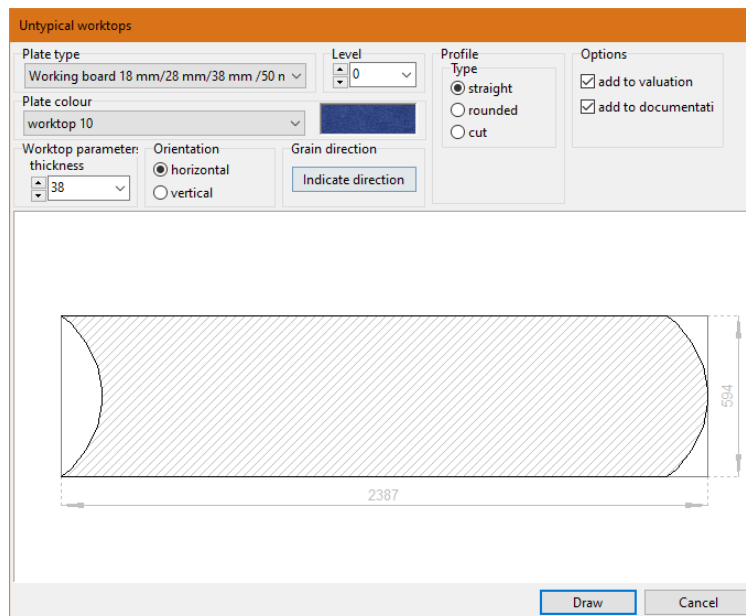 Untypical worktops
Plate type
Working board 18 mm/28 mm/38 mm /50 n
Level
0
Profile
Type
straight
rounded
cut
Options
add to valuation
add to documentati
Plate colour
worktop 10
Worktop parameter:
thickness
38
Orientation
horizontal
vertical
Grain direction
Indicate direction
594
2387
Draw
Cancel